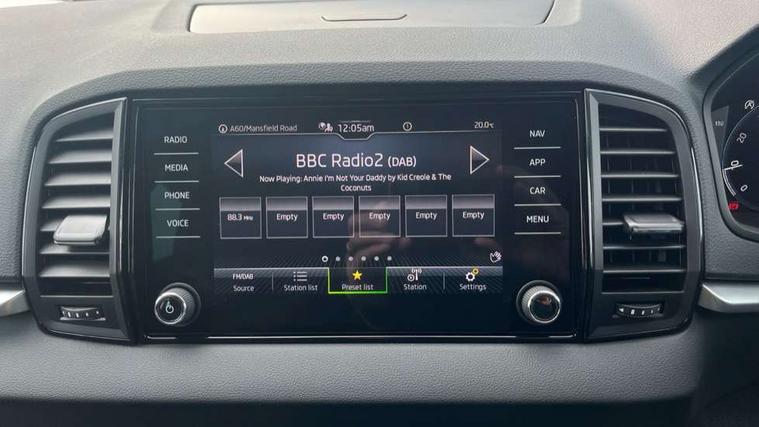 A60/Mansfield Road 12:05am 20.0°C
RADIO
MEDIA
PHONE
VOICE
BBC Radio2 (DAB)
Now Playing: Annie I'm Not Your Daddy by Kid Creole & The
Coconuts
88.3 MHz Empty Empty Empty Empty Empty
FM/DAB
Source Station list Preset list Station Settings
NAV
APP
CAR
MENU
20
0